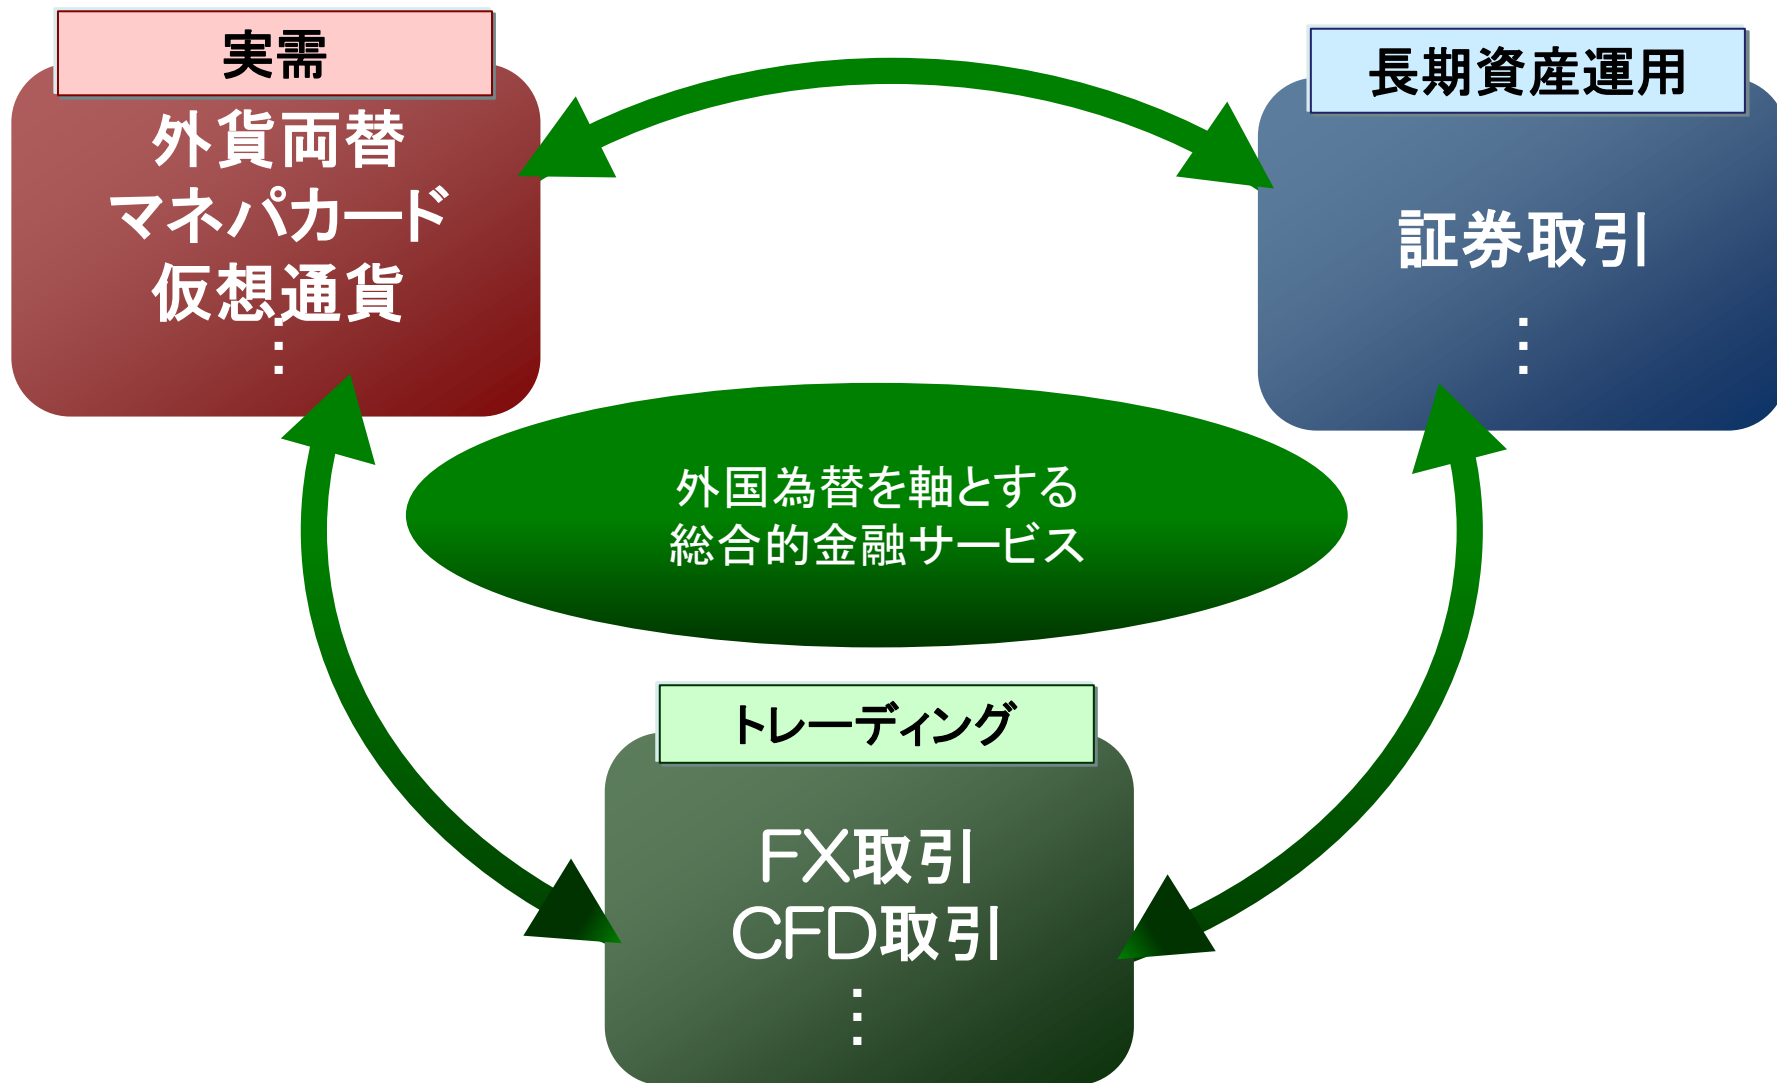 実需
外貨両替
マネパカード
仮想通貨
⋮
長期資産運用
証券取引
⋮
外国為替を軸とする
総合的金融サービス
トレーディング
ＦＸ取引
ＣＦＤ取引
⋮